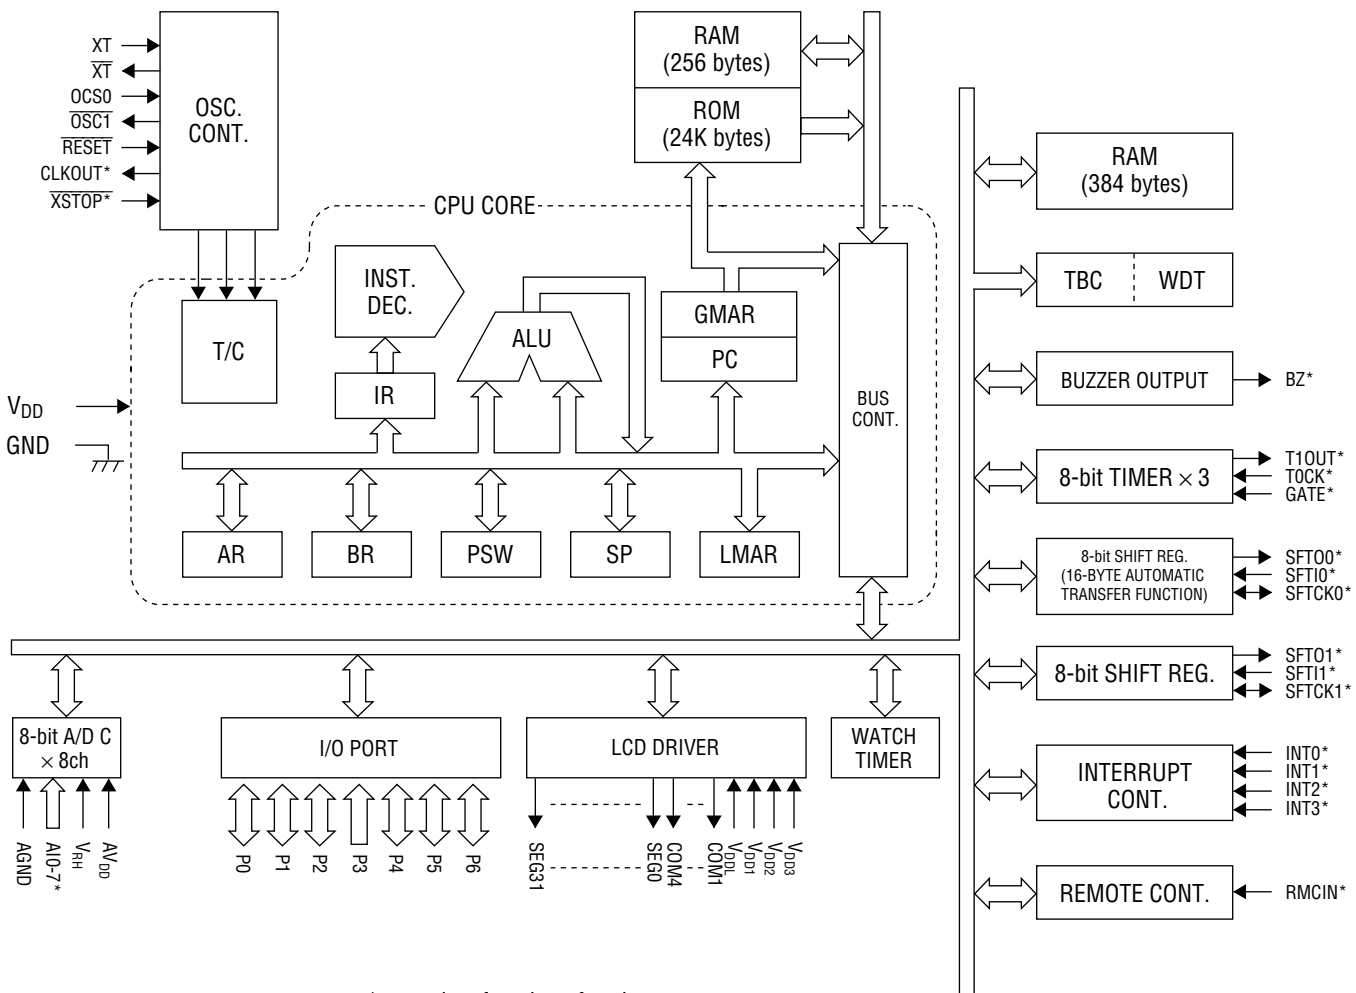 XT
XT
OCS0
OSC1
RESET
CLKOUT*
XSTOP*
OSC.
CONT.
RAM
(256 bytes)
ROM
(24K bytes)
CPU CORE
T/C
INST.
DEC.
IR
ALU
GMAR
PC
BUS
CONT.
VDD
GND
AR
BR
PSW
SP
LMAR
RAM
(384 bytes)
TBC
WDT
BUZZER OUTPUT
BZ*
8-bit TIMER × 3
T1OUT*
T0CK*
GATE*
8-bit SHIFT REG.
(16-BYTE AUTOMATIC
TRANSFER FUNCTION)
SFTO0*
SFTI0*
SFTCK0*
8-bit SHIFT REG.
SFTO1*
SFTI1*
SFTCK1*
INTERRUPT
CONT.
INT0*
INT1*
INT2*
INT3*
REMOTE CONT.
RMCIN*
8-bit A/D C
× 8ch
AGND
AI0-7*
VRH
AVDD
I/O PORT
P0
P1
P2
P3
P4
P5
P6
LCD DRIVER
SEG31
SEG0
COM4
COM1
VDDL
VDD1
VDD2
VDD3
WATCH
TIMER